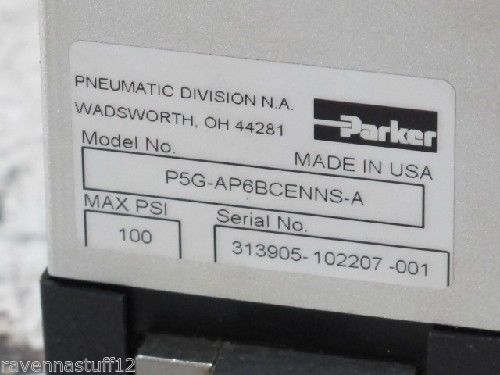 PNEUMATIC DIVISION N.A.
WADSWORTH, OH 44281
Parker
Model No.
MADE IN USA
P5G-AP6BCENNS-A
MAX PSI
Serial No.
100
313905-102207-001
ravennastuff12